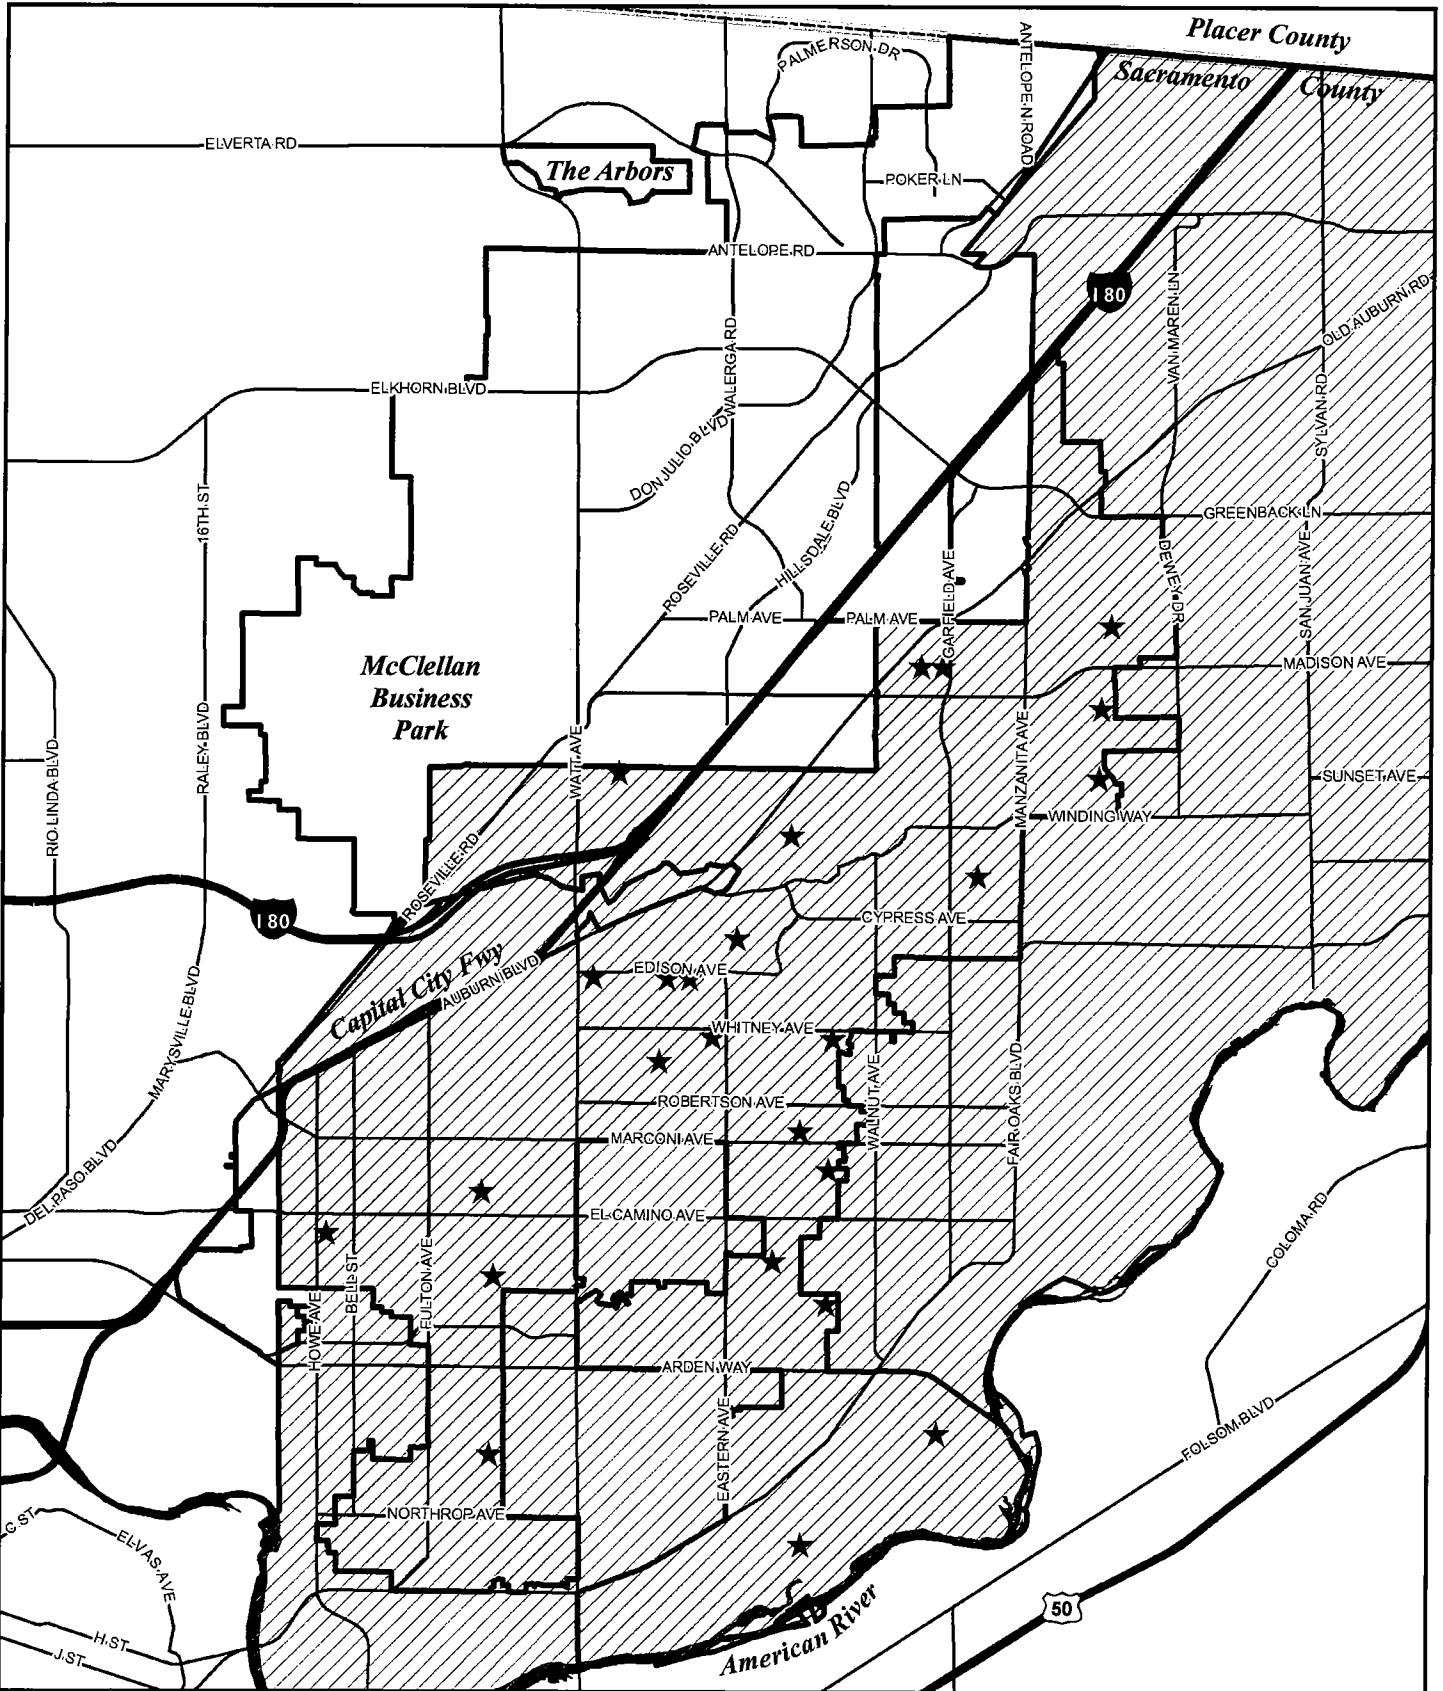 Placer County
Sacramento
County
ANTELOPE N ROAD
PALMERSON DR
ELVERTA RD
The Arbors
POKER LN
ANTELOPE RD
I 80
VAN MAREN LN
OLD AUBURN RD
WALERGA RD
ELKHORN BLVD
SYLVAN RD
DON JULIO BLVD
16TH ST
HILLSDALE BLVD
GREENBACK LN
ROSEVILLE RD
GARFIELD AVE
DEWEY DR
SAN JUAN AVE
PALM AVE
PALM AVE
McClellan
Business
Park
MADISON AVE
RALEY BLVD
WATT AVE
MANZANITA AVE
RIO LINDA BLVD
SUNSET AVE
WINDING WAY
ROSEVILLE RD
I 80
CYPRESS AVE
Capital City Fwy
AUBURN BLVD
EDISON AVE
MARYSVILLE BLVD
WHITNEY AVE
WALNUT AVE
FAIR OAKS BLVD
ROBERTSON AVE
MARCONI AVE
DEL PASO BLVD
EL CAMINO AVE
COLOMA RD
BELL ST
FULTON AVE
HOWE AVE
ARDEN WAY
EASTERN AVE
FOLSOM BLVD
NORTHROP AVE
C ST
ELVAS AVE
50
American River
H ST
J ST